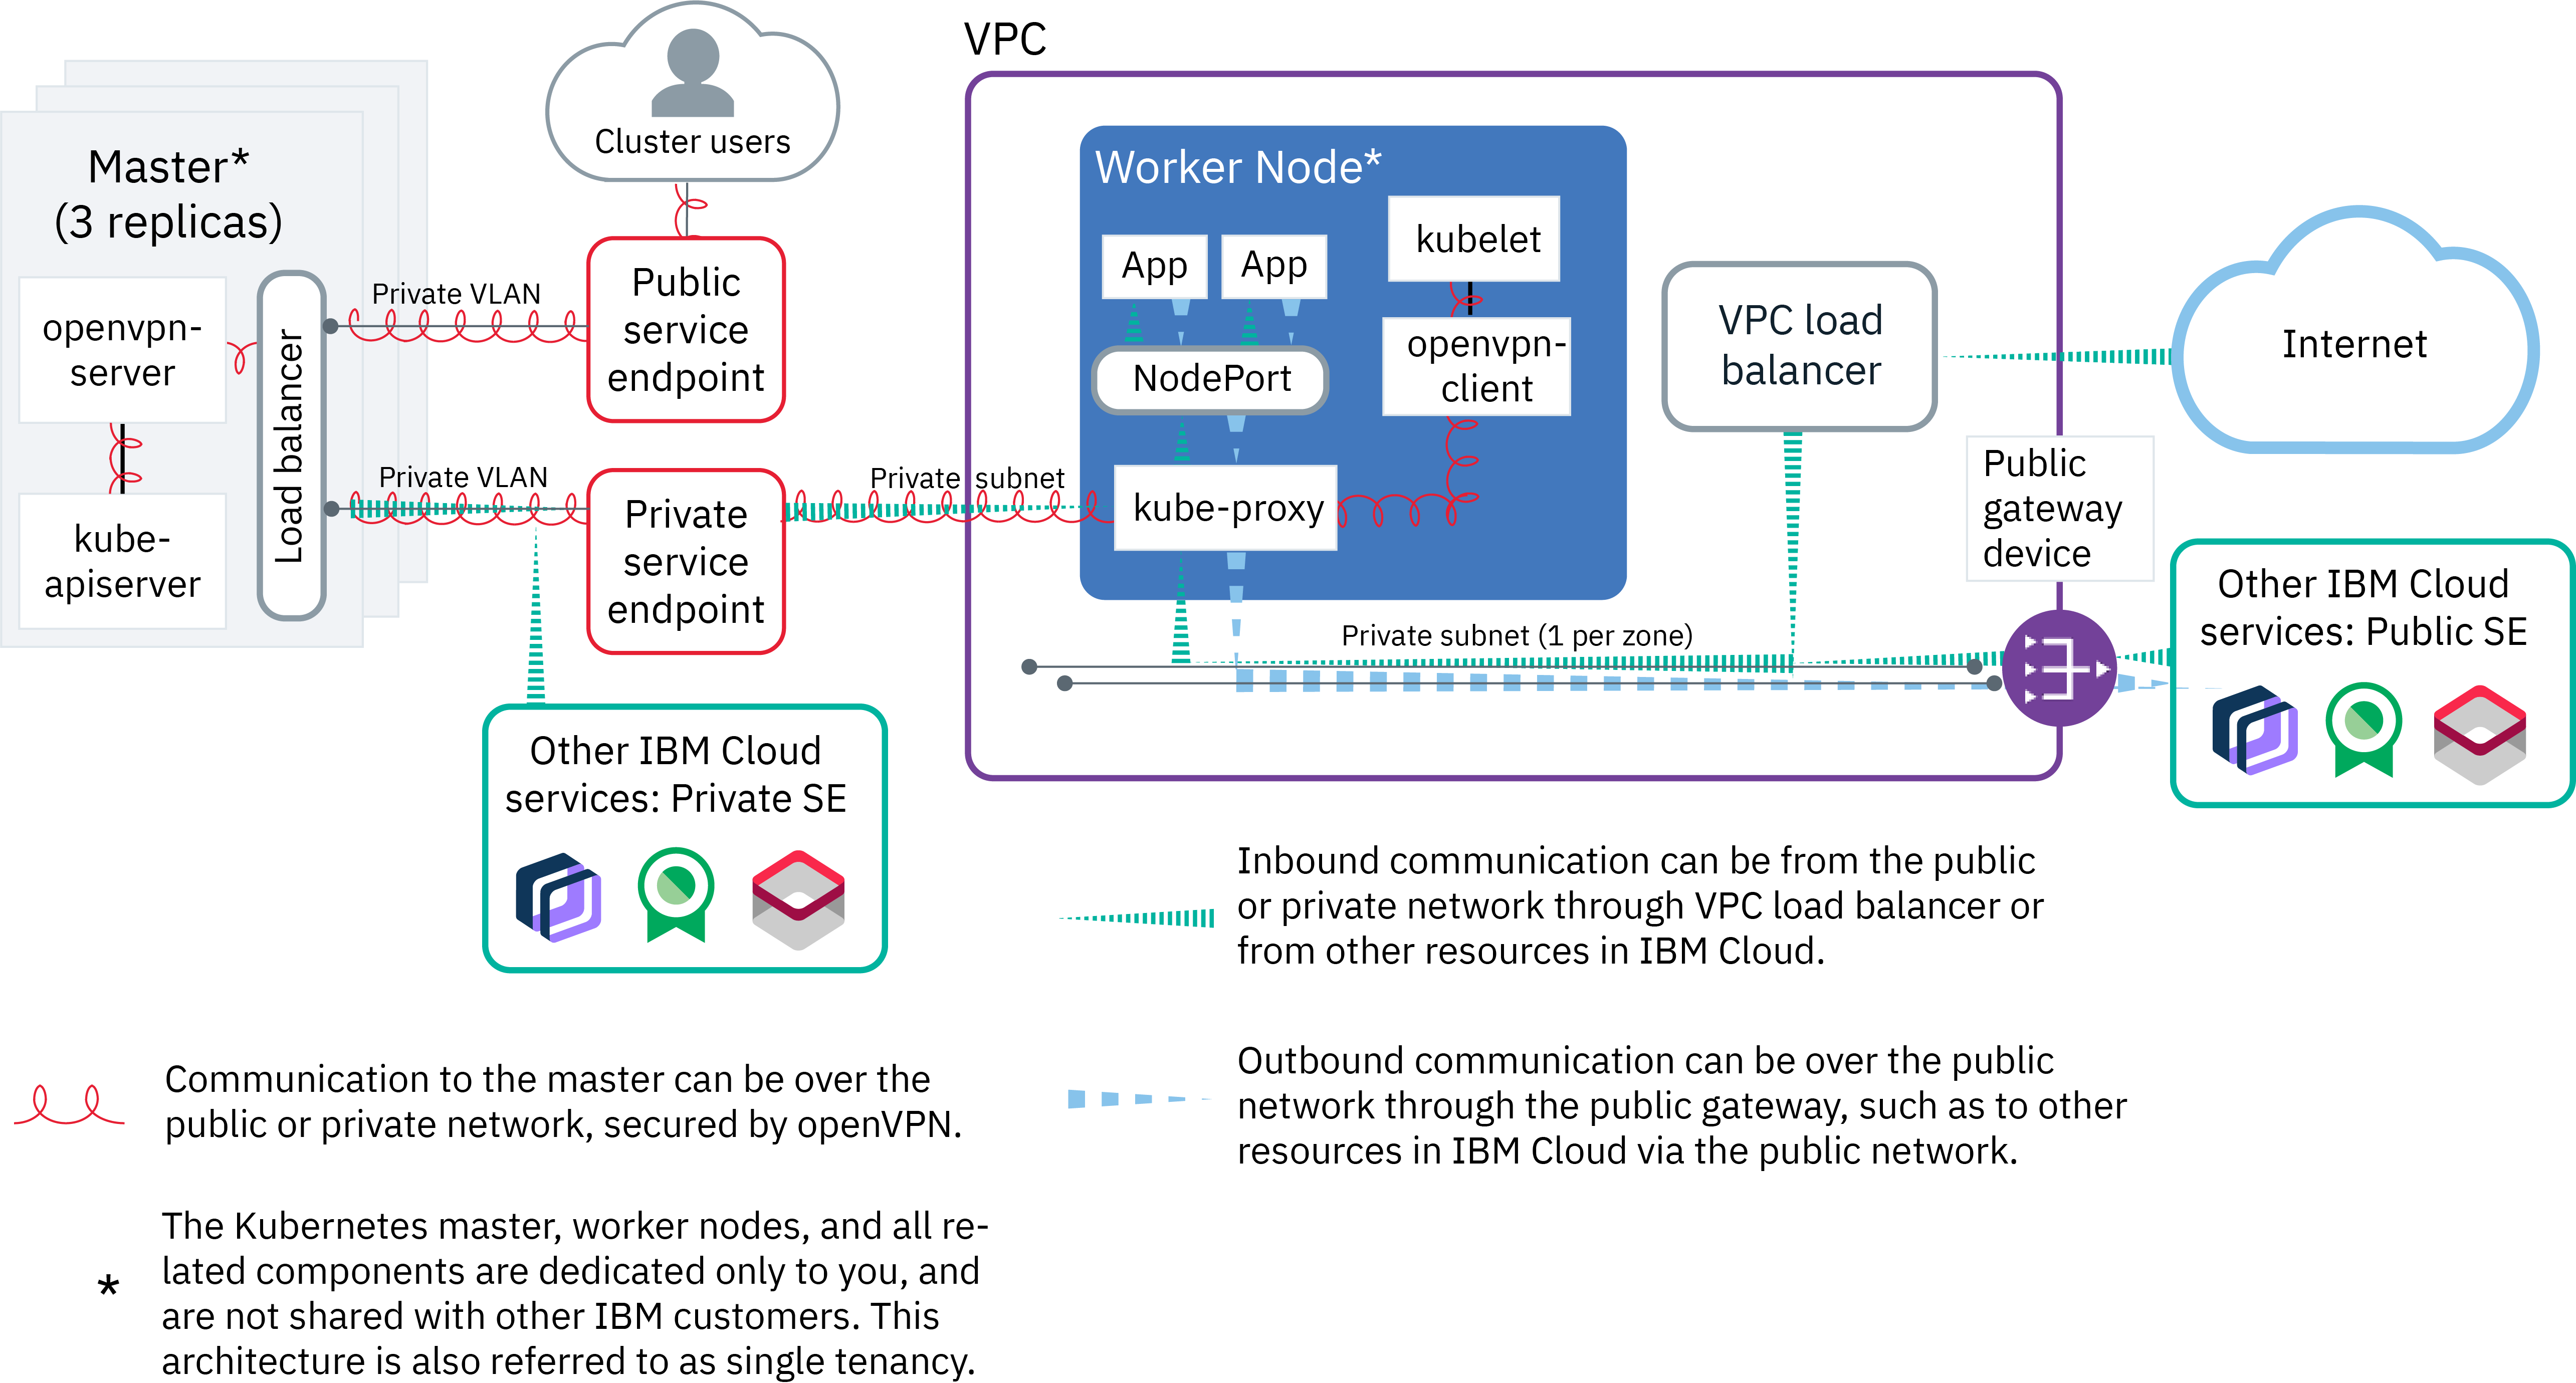 VPC
Cluster users
Master*
(3 replicas)
openvpn-
server
kube-
apiserver
Load balancer
Private VLAN
Private VLAN
Public
service
endpoint
Private
service
endpoint
Private subnet
Worker Node*
App
App
kubelet
NodePort
openvpn-
client
kube-proxy
VPC load
balancer
Internet
Public
gateway
device
Private subnet (1 per zone)
Other IBM Cloud
services: Public SE
Other IBM Cloud
services: Private SE
Inbound communication can be from the public
or private network through VPC load balancer or
from other resources in IBM Cloud.
Outbound communication can be over the public
network through the public gateway, such as to other
resources in IBM Cloud via the public network.
Communication to the master can be over the
public or private network, secured by openVPN.
*
The Kubernetes master, worker nodes, and all re-
lated components are dedicated only to you, and
are not shared with other IBM customers. This
architecture is also referred to as single tenancy.